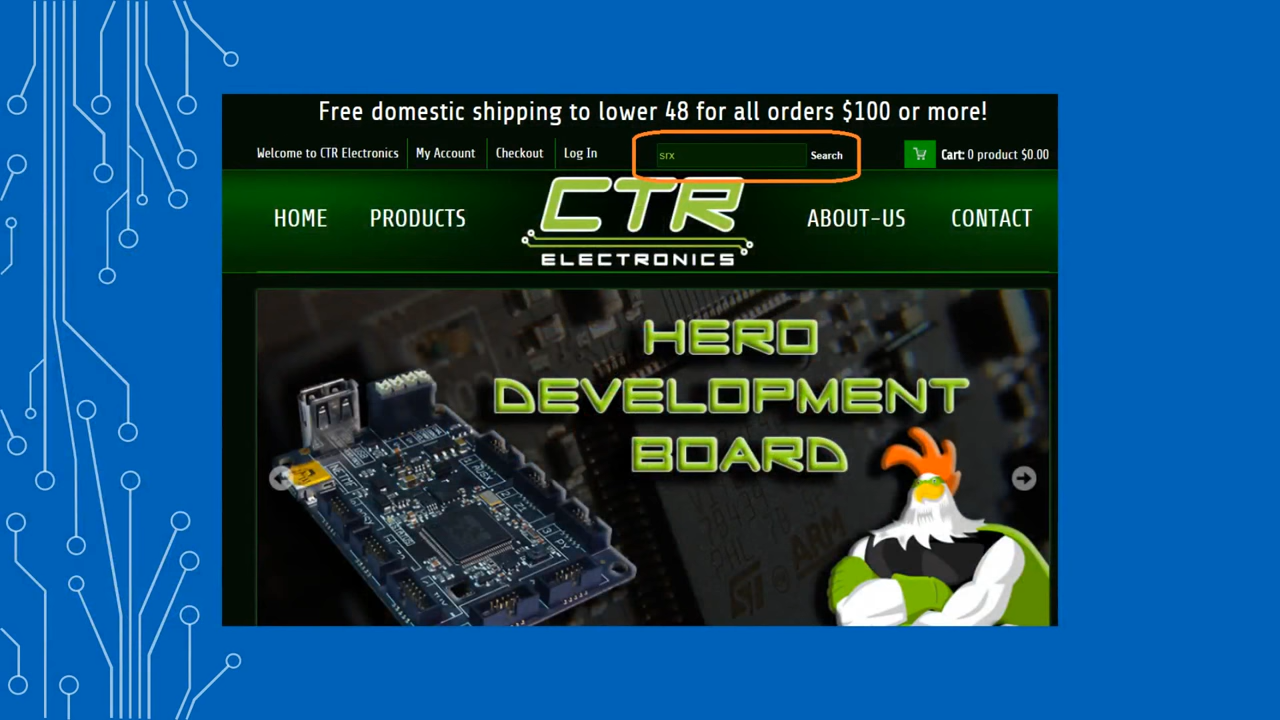 Free domestic shipping to lower 48 for all orders $100 or more!
Welcome to CTR Electronics My Account Checkout Log In srx Search Cart: 0 product $0.00
HOME PRODUCTS CTR ELECTRONICS ABOUT-US CONTACT
HERO
DEVELOPMENT
BOARD
ARM